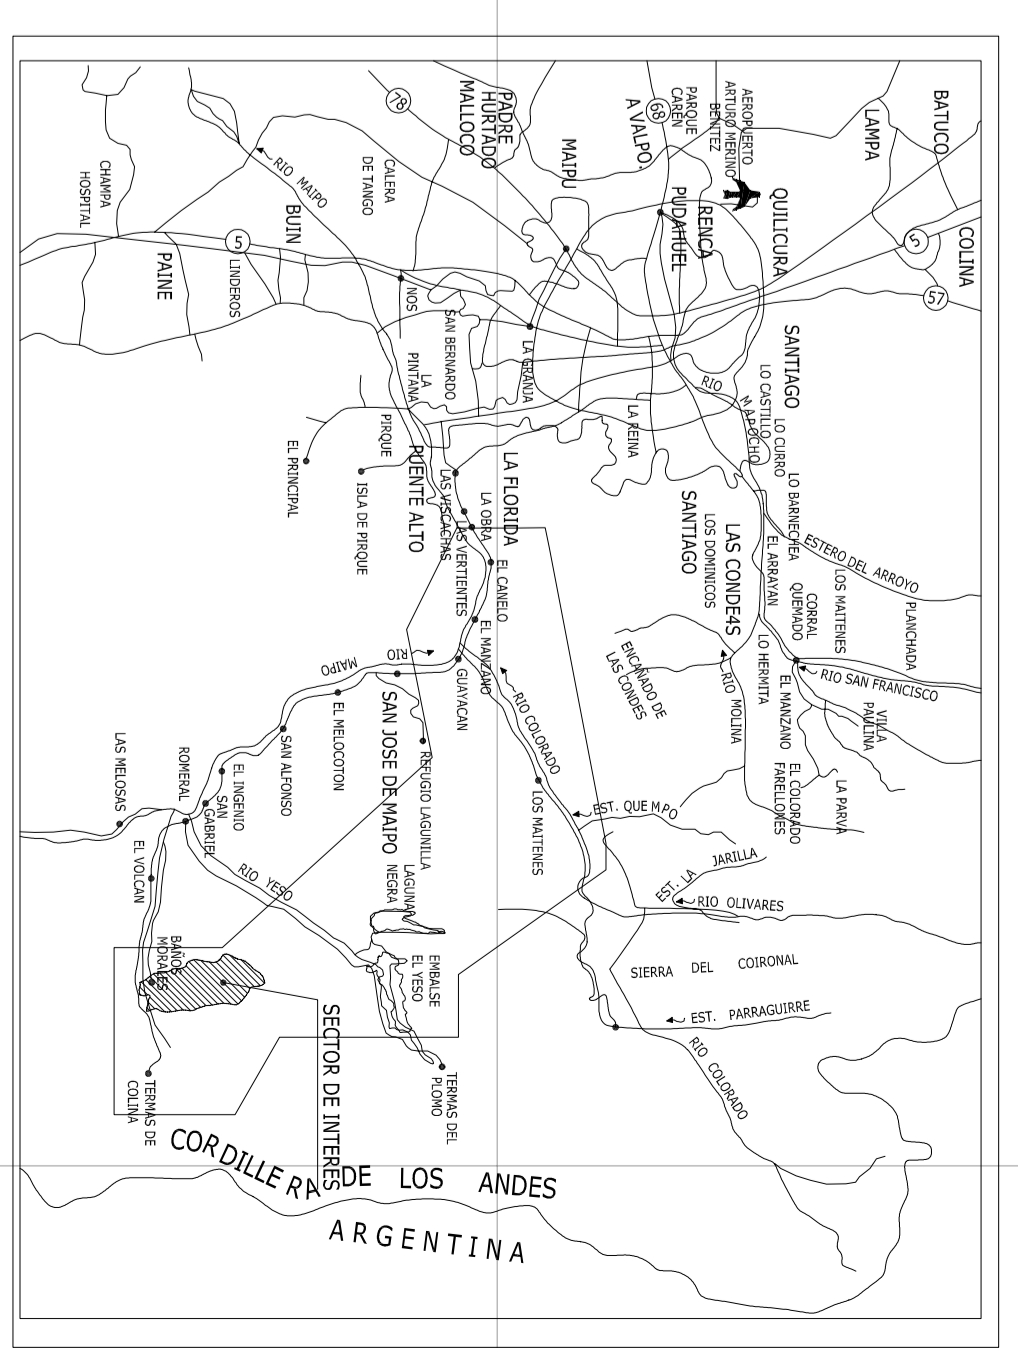 BATUCO
LAMPA
COLINA
5
57
AEROPUERTO
ARTURO MERINO
BENITEZ
PARQUE
CAREN
68
A VALPO.
QUILICURA
RENCA
PUDAHUEL
MAIPU
PADRE
HURTADO
MALLOCO
78
CALERA
DE TANGO
RIO MAIPO
CHAMPA
HOSPITAL
BUIN
5
LINDEROS
PAINE
NOS
SAN BERNARDO
LA
PINTANA
LA GRANJA
LA REINA
SANTIAGO
RIO
MAPOCHO
LO CASTILLO
LO CURRO
LO BARNECHEA
EL ARRAYAN
ESTERO DEL ARROYO
LOS MAITENES
CORRAL
QUEMADO
PLANCHADA
PIRQUE
EL PRINCIPAL
ISLA DE PIRQUE
PUENTE ALTO
LAS VISCACHAS
LAS VERTIENTES
LA OBRA
LA FLORIDA
EL CANELO
EL MANZANO
GUAYACAN
LAS CONDE4S
LOS DOMINICOS
SANTIAGO
LO HERMITA
RIO SAN FRANCISCO
EL MANZANO
VILLA
PAULINA
RIO MOLINA
ENCAÑADO DE
LAS CONDES
EL COLORADO
FARELLONES
LA PARVA
RIO
MAIPO
EL MELOCOTON
SAN JOSE DE MAIPO
REFUGIO LAGUNILLA
RIO COLORADO
LOS MAITENES
EST. QUEMPO
SAN ALFONSO
EL INGENIO
SAN
GABRIEL
ROMERAL
LAS MELOSAS
EL VOLCAN
RIO YESO
LAGUNA
NEGRA
EMBALSE
EL YESO
EST. LA JARILLA
RIO OLIVARES
SIERRA DEL COIRONAL
EST. PARRAGUIRRE
RIO COLORADO
BAÑOS
MORALES
SECTOR DE INTERES
TERMAS DEL
PLOMO
TERMAS DE
COLINA
CORDILLERA DE LOS ANDES
ARGENTINA